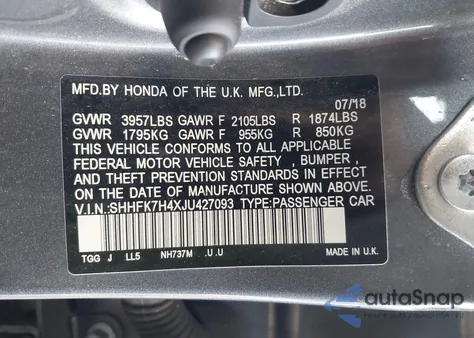 MFD.BY HONDA OF THE U.K. MFG.,LTD.
07/18
GVWR 3957LBS GAWR F 2105LBS R 1874LBS
GVWR 1795KG GAWR F 955KG R 850KG
THIS VEHICLE CONFORMS TO ALL APPLICABLE
FEDERAL MOTOR VEHICLE SAFETY , BUMPER ,
AND THEFT PREVENTION STANDARDS IN EFFECT
ON THE DATE OF MANUFACTURE SHOWN ABOVE.
V.I.N.:SHHFK7H4XJU427093 TYPE:PASSENGER CAR
TGG J LL5 NH737M .U .U MADE IN U.K.
autoSnap